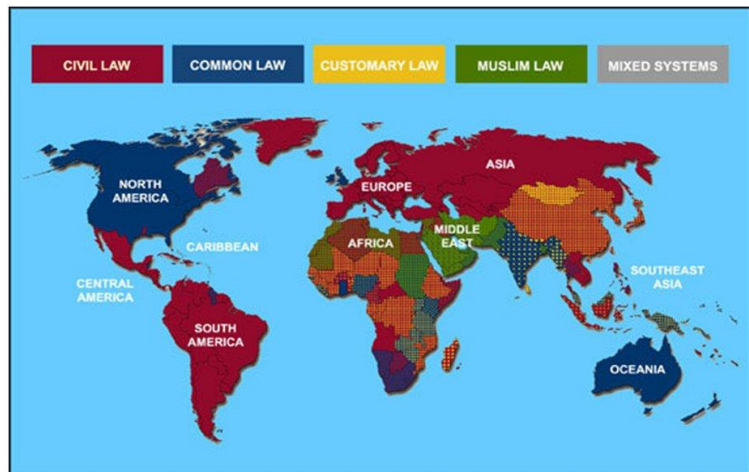 CIVIL LAW
COMMON LAW
CUSTOMARY LAW
MUSLIM LAW
MIXED SYSTEMS
NORTH
AMERICA
CARIBBEAN
CENTRAL
AMERICA
SOUTH
AMERICA
EUROPE
ASIA
AFRICA
MIDDLE
EAST
SOUTHEAST
ASIA
OCEANIA